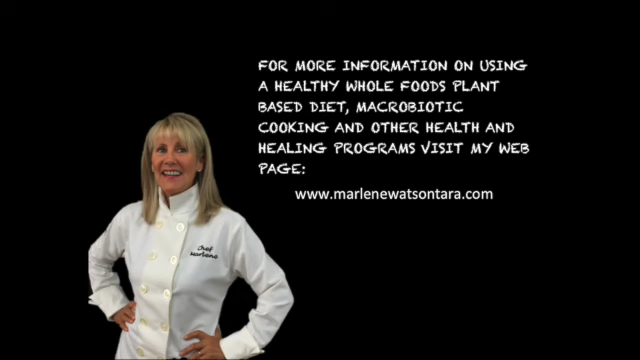 FOR MORE INFORMATION ON USING
A HEALTHY WHOLE FOODS PLANT
BASED DIET, MACROBIOTIC
COOKING AND OTHER HEALTH AND
HEALING PROGRAMS VISIT MY WEB
PAGE:
www.marlenewatsontara.com
Chef
Marlene